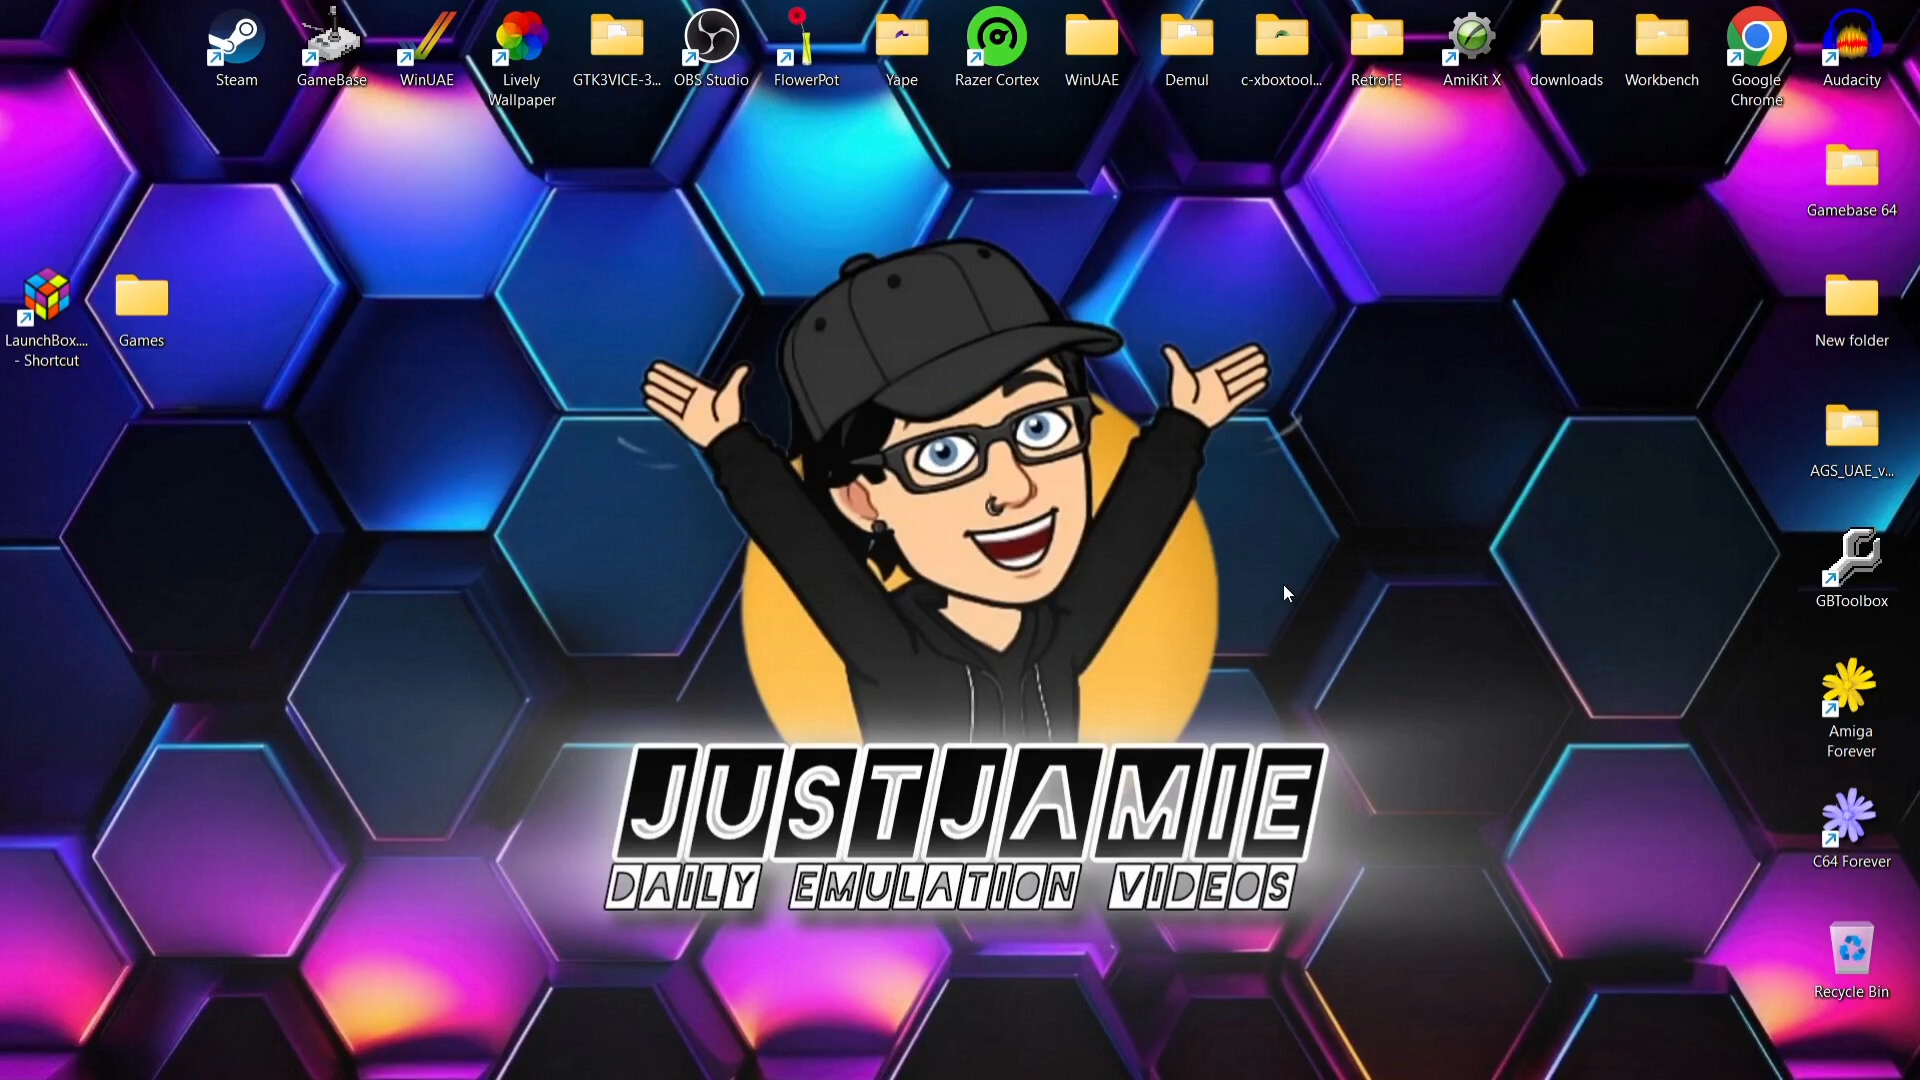 Steam
GameBase
WinUAE
Lively
Wallpaper
GTK3VICE-3...
OBS Studio
FlowerPot
Yape
Razer Cortex
WinUAE
Demul
c-xboxtool...
RetroFE
AmiKit X
downloads
Workbench
Google
Chrome
Audacity
Gamebase 64
LaunchBox....
- Shortcut
Games
New folder
AGS_UAE_v...
GBToolbox
Amiga
Forever
JUSTJAMIE
DAILY EMULATION VIDEOS
C64 Forever
Recycle Bin